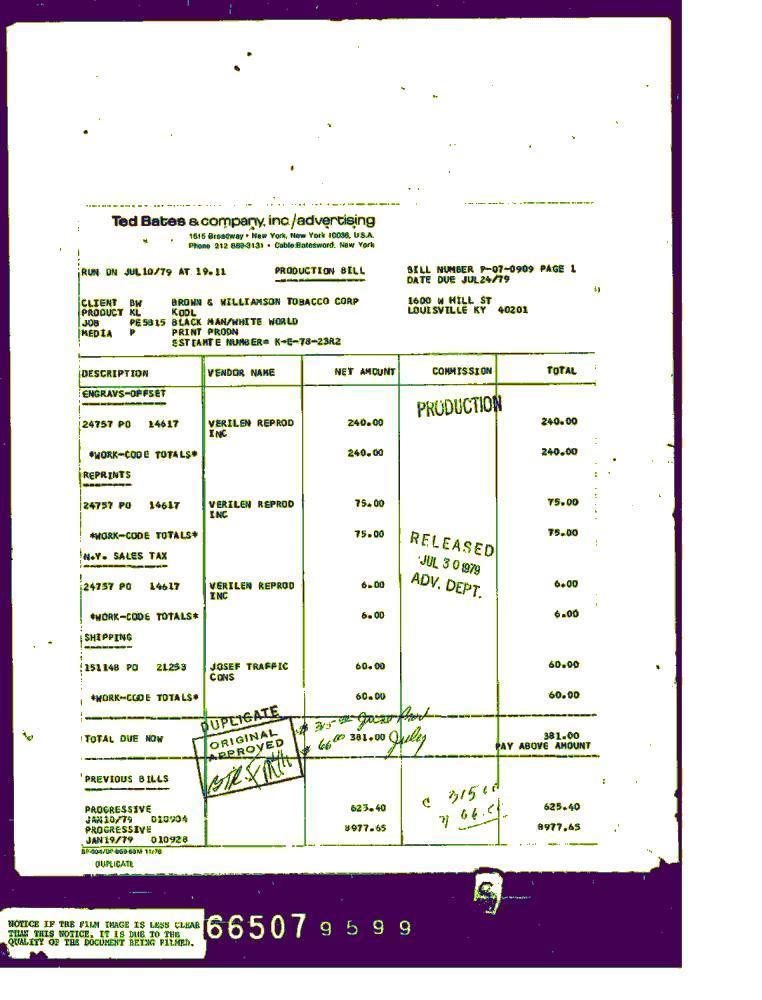 Ted Bates & company, inc./advertising
1515 Broadway • New York, New York 10036, U.S.A.
Phone 212 869-3131 • Cable: Batesword, New York
RUN ON JUL10/79 AT 19.11 PRODUCTION BILL BILL NUMBER P-07-0909 PAGE 1
DATE DUE JUL24/79
CLIENT BW BROWN & WILLIAMSON TOBACCO CORP 1600 W HILL ST
PRODUCT KL KOOL LOUISVILLE KY 40201
JOB PE5815 BLACK MAN/WHITE WORLD
MEDIA P PRINT PRODN
ESTIAMTE NUMBER= K-E-78-23R2
DESCRIPTION VENDOR NAME NET AMOUNT COMMISSION TOTAL
ENGRAVS-OFFSET
PRODUCTION
24757 PO 14617 VERILEN REPROD 240.00 240.00
INC
*WORK-CODE TOTALS* 240.00 240.00
REPRINTS
24757 PO 14617 VERILEN REPROD 75.00 75.00
INC
*WORK-CODE TOTALS* 75.00 75.00
RELEASED
JUL 30 1979
ADV. DEPT.
N.Y. SALES TAX
24757 PO 14617 VERILEN REPROD 6.00 6.00
INC
*WORK-CODE TOTALS* 6.00 6.00
SHIPPING
151148 PO 21253 JOSEF TRAFFIC 60.00 60.00
CONS
*WORK-CODE TOTALS* 60.00 60.00
DUPLICATE
ORIGINAL
APPROVED
TOTAL DUE NOW 381.00 381.00
PAY ABOVE AMOUNT
66 00 July
PREVIOUS BILLS
C 315.00
PROGRESSIVE 625.40 625.40
JAN10/79 010904
PROGRESSIVE 8977.65 8977.65
JAN19/79 010928
DUPLICATE
NOTICE IF THE FILM IMAGE IS LESS CLEAR
THAN THIS NOTICE, IT IS DUE TO THE
QUALITY OF THE DOCUMENT BEING FILMED.
66507 9599